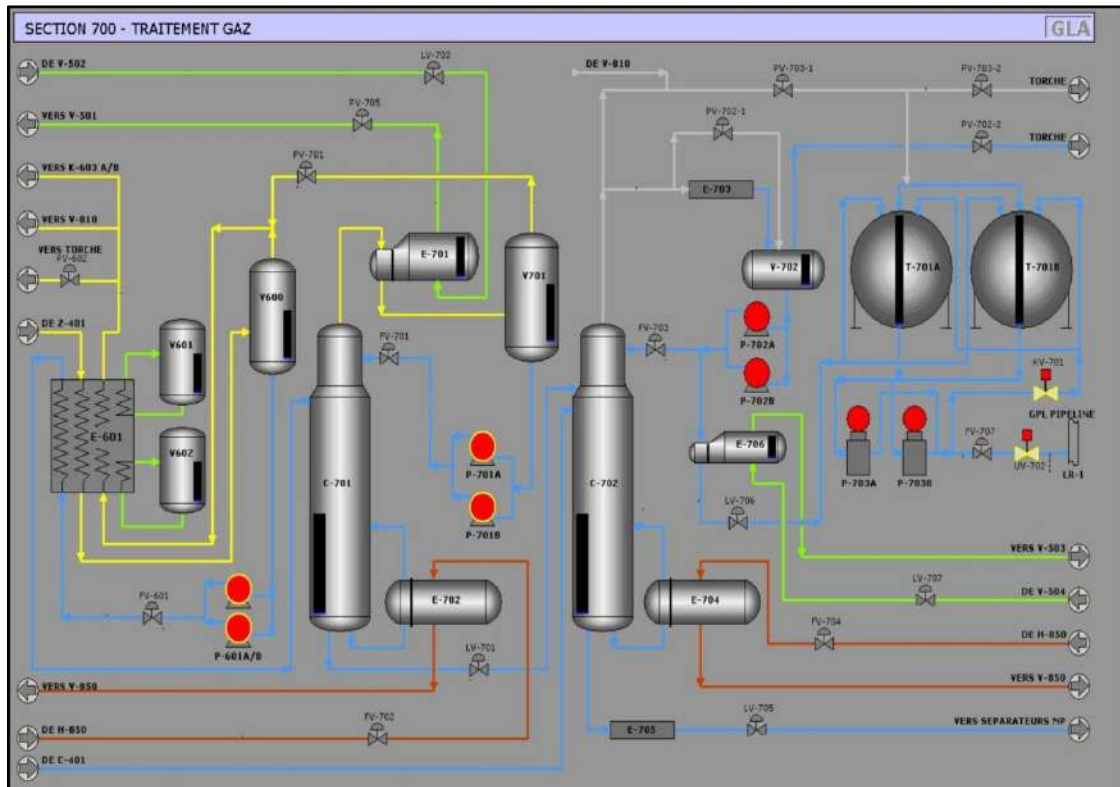 SECTION 700 - TRAITEMENT GAZ
GLA
DE V-502
LV-702
DE V-810
PV-703-1
PV-703-2
TORCHE
VERS V-501
PV-705
PV-702-1
PV-702-2
TORCHE
VERS K-603 A/B
PV-701
E-703
VERS V-810
VERS TORCHE
PV-602
E-701
V-702
T-701A
T-701B
V600
V701
DE Z-401
V601
FV-701
FV-703
P-702A
P-702B
KV-701
GPL PIPELINE
E-601
V602
E-706
FV-707
UV-702
LR-1
P-701A
P-703A
P-703B
C-701
C-702
LV-706
P-701B
VERS V-503
FV-601
E-702
E-704
LV-707
DE V-504
P-601A/B
LV-701
FV-704
DE H-850
VERS V-850
VERS V-850
FV-702
DE H-850
E-705
LV-705
VERS SEPARATEURS MP
DE C-401